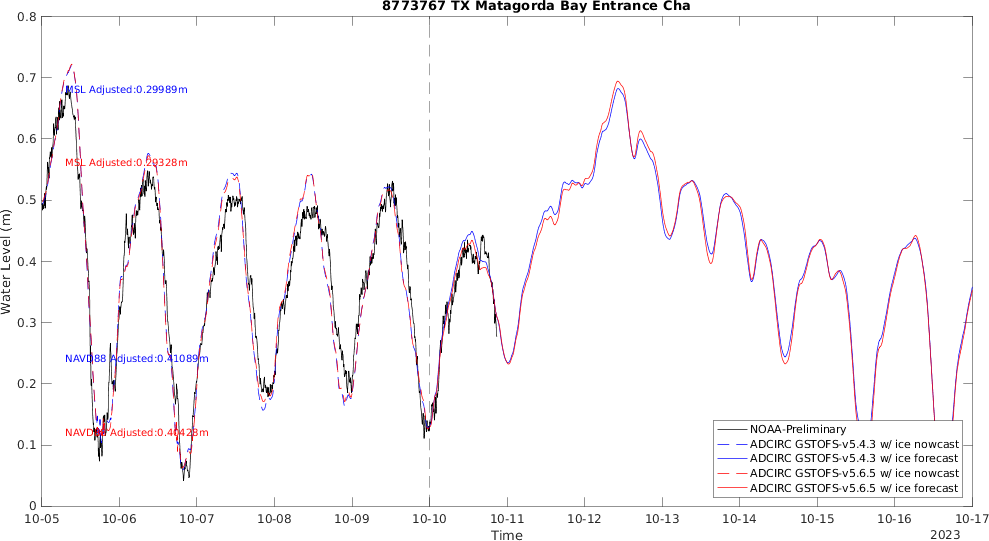 8773767 TX Matagorda Bay Entrance Cha
Water Level (m)
0.8
0.7
0.6
0.5
0.4
0.3
0.2
0.1
0
MSL Adjusted:0.29989m
MSL Adjusted:0.29328m
NAVD88 Adjusted:0.41089m
NAVD88 Adjusted:0.40428m
NOAA-Preliminary
ADCIRC GSTOFS-v5.4.3 w/ ice nowcast
ADCIRC GSTOFS-v5.4.3 w/ ice forecast
ADCIRC GSTOFS-v5.6.5 w/ ice nowcast
ADCIRC GSTOFS-v5.6.5 w/ ice forecast
10-05 10-06 10-07 10-08 10-09 10-10 10-11 10-12 10-13 10-14 10-15 10-16 10-17
Time
2023